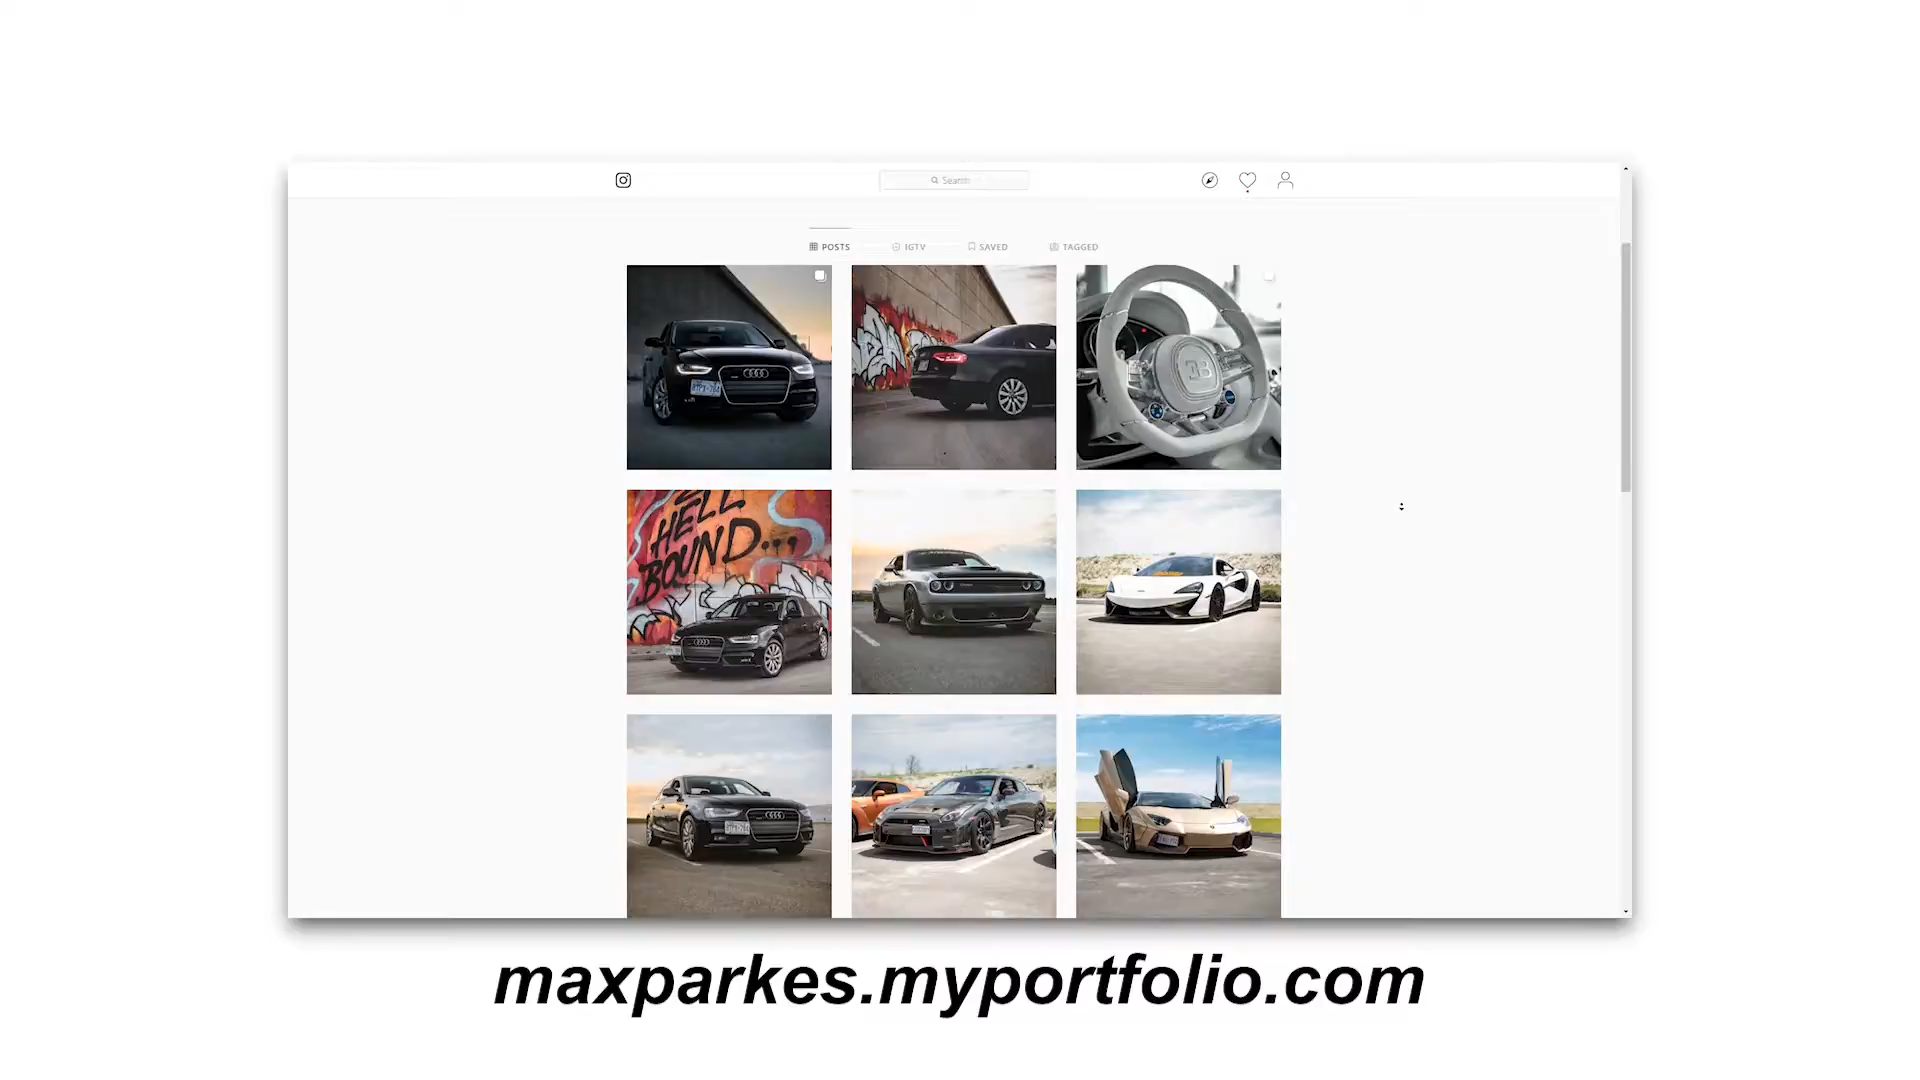 Search
POSTS
IGTV
SAVED
TAGGED
HELL
BOUND...
maxparkes.myportfolio.com